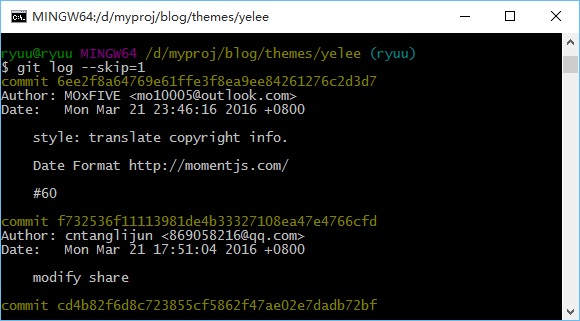 MINGW64:/d/myproj/blog/themes/yelee
ryuu@ryuu MINGW64 /d/myproj/blog/themes/yelee (ryuu)
$ git log --skip=1
commit 6ee2f8a64769e61ffe3f8ea9ee84261276c2d3d7
Author: MOxFIVE <mo10005@outlook.com>
Date:   Mon Mar 21 23:46:16 2016 +0800
    style: translate copyright info.
    Date Format http://momentjs.com/
    #60
commit f732536f11113981de4b33327108ea47e4766cfd
Author: cntanglijun <869058216@qq.com>
Date:   Mon Mar 21 17:51:04 2016 +0800
    modify share
commit cd4b82f6d8c723855cf5862f47ae02e7dadb72bf